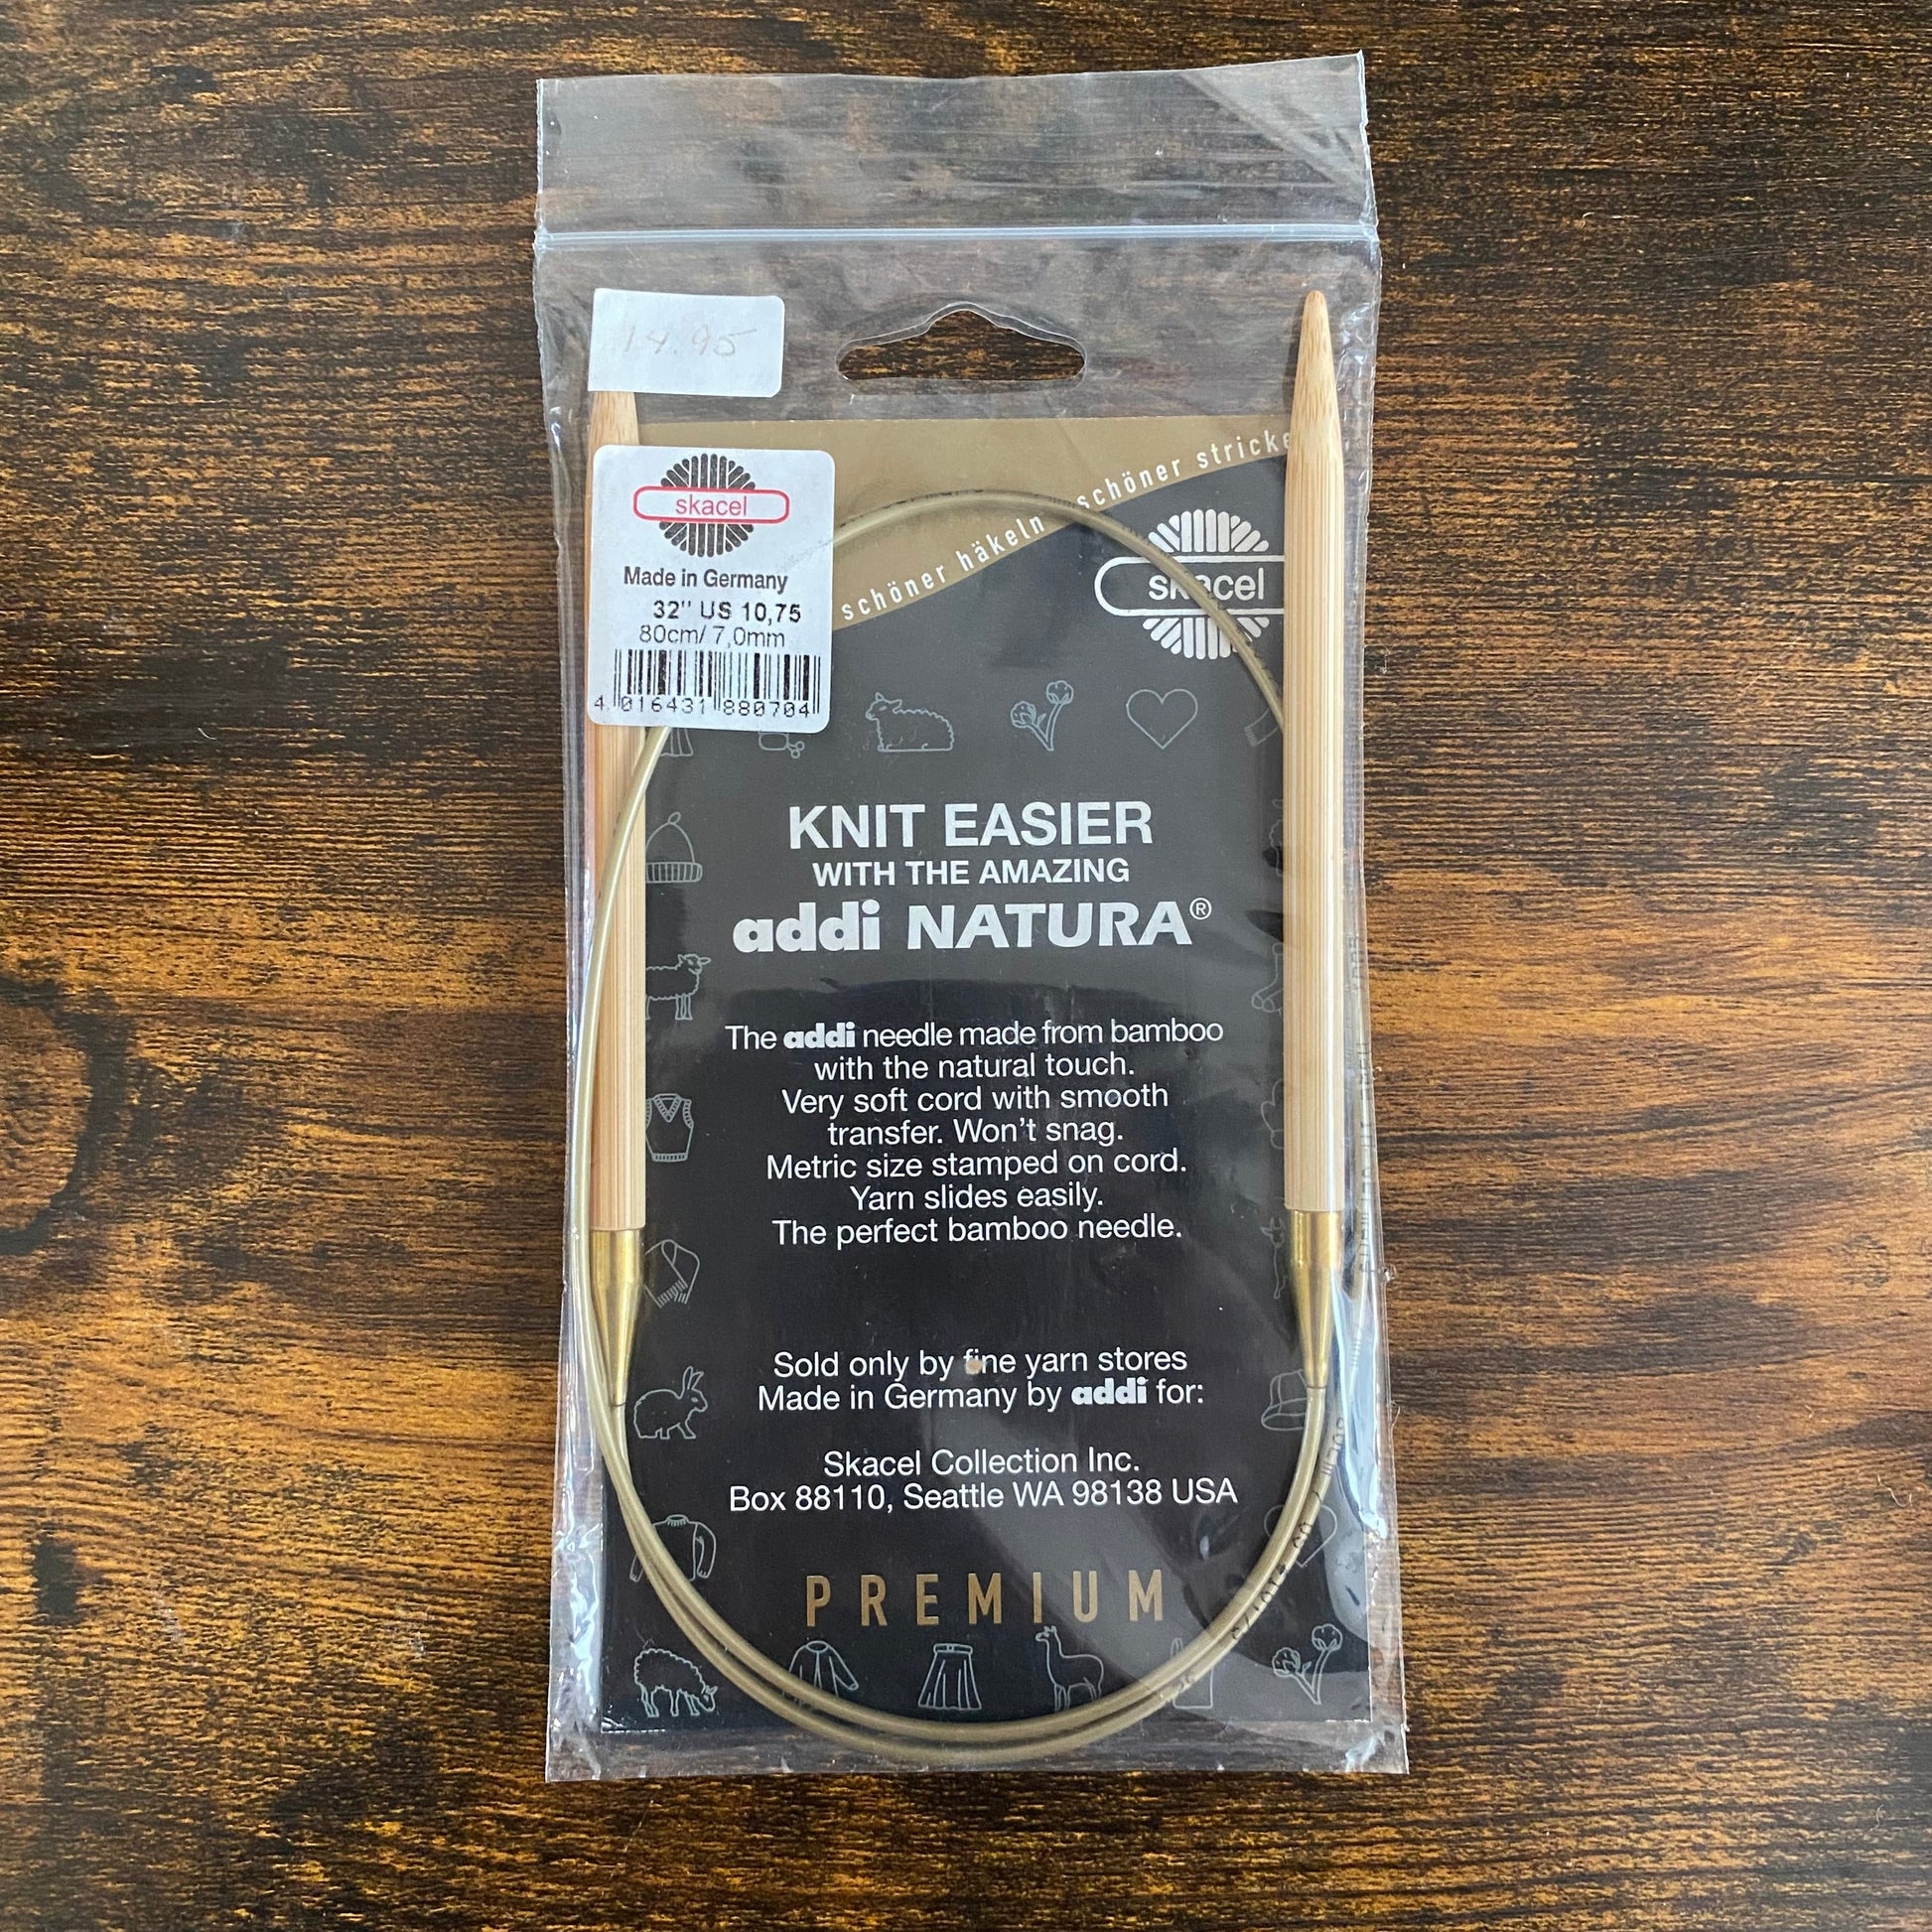 14.95
skacel
Made in Germany
32" US 10,75
80cm/ 7,0mm
4 016431 880704
schöner häkeln schöner
skacel
KNIT EASIER
WITH THE AMAZING
addi NATURA®
The addi needle made from bamboo
with the natural touch.
Very soft cord with smooth
transfer. Won't snag.
Metric size stamped on cord.
Yarn slides easily.
The perfect bamboo needle.
Sold only by fine yarn stores
Made in Germany by addi for:
Skacel Collection Inc.
Box 88110, Seattle WA 98138 USA
PREMIUM